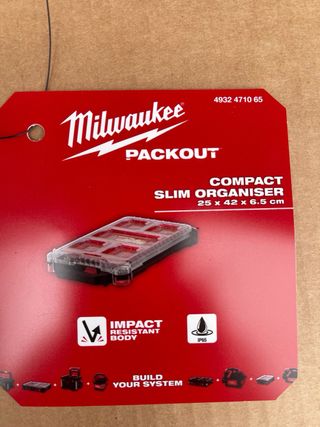 4932 4710 65
Milwaukee
PACKOUT
COMPACT
SLIM ORGANISER
25 x 42 x 6.5 cm
IMPACT
RESISTANT
BODY
IP65
BUILD
YOUR SYSTEM